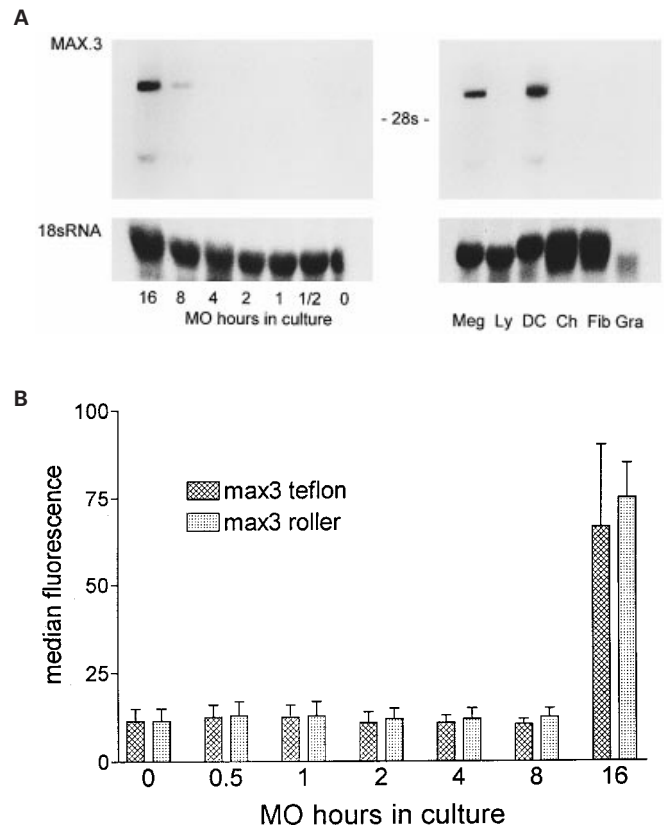 A
MAX.3
- 28s -
18sRNA
16 8 4 2 1 1/2 0
MO hours in culture
Meg Ly DC Ch Fib Gra
B
100
75
50
25
0
median fluorescence
max3 teflon
max3 roller
0 0.5 1 2 4 8 16
MO hours in culture